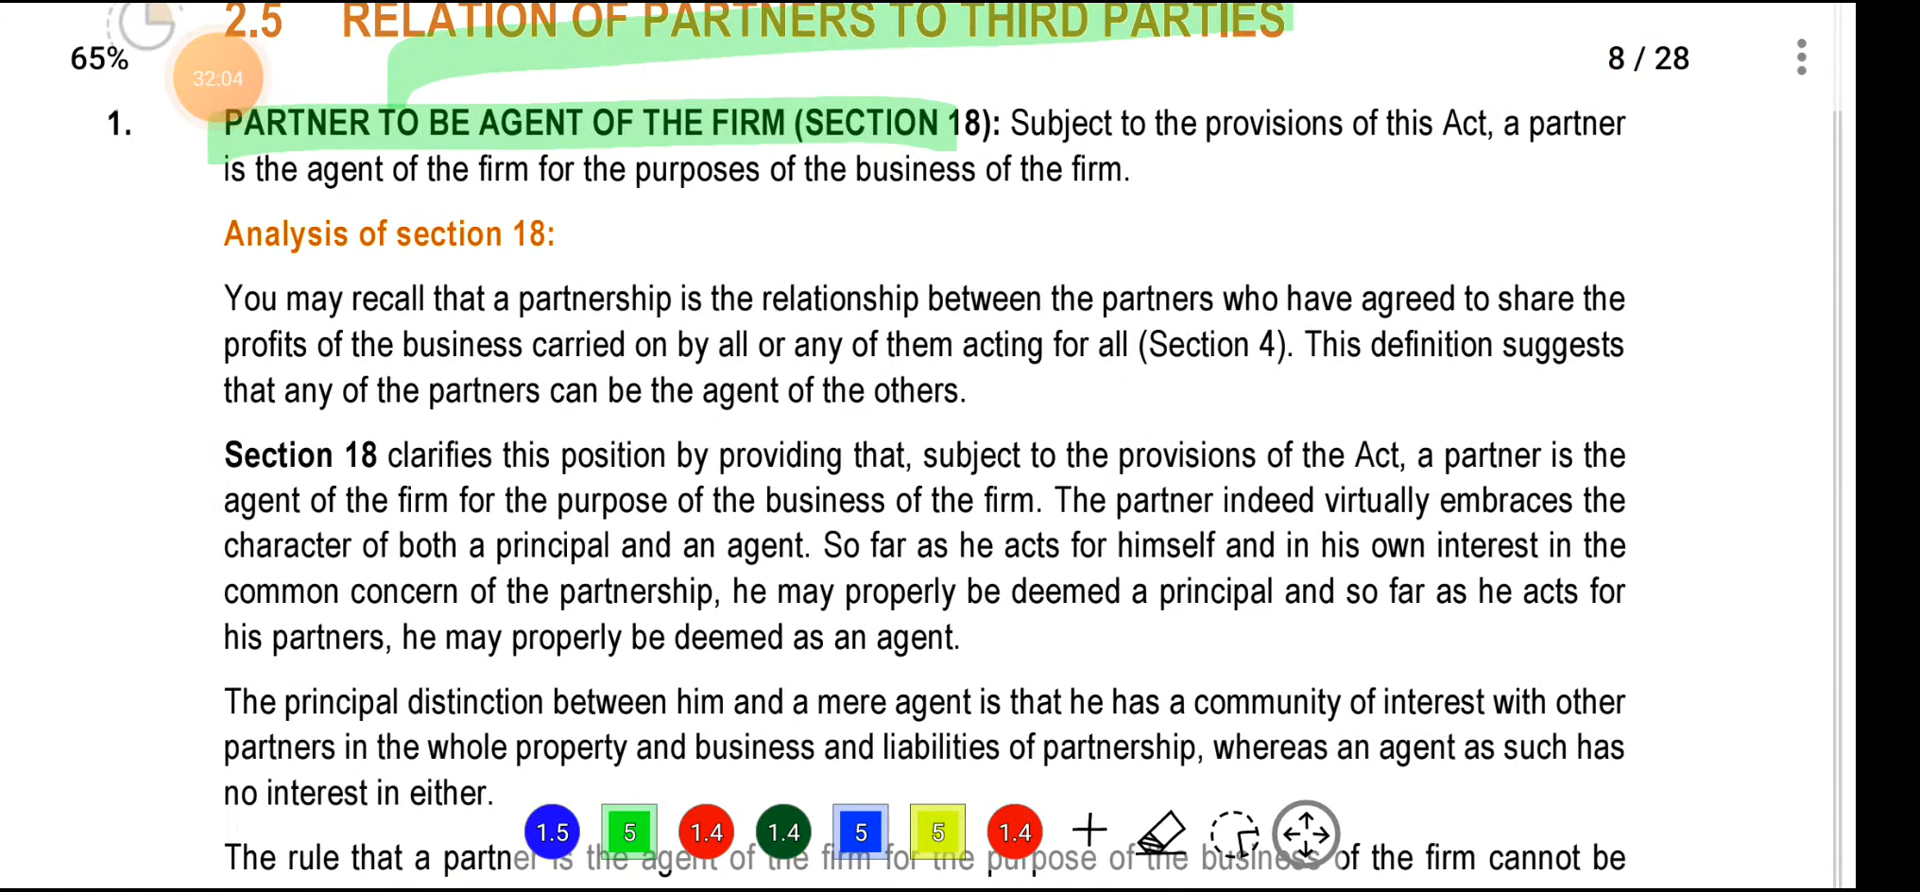 2.5 RELATION OF PARTNERS TO THIRD PARTIES
65%
32:04
8 / 28
1. PARTNER TO BE AGENT OF THE FIRM (SECTION 18): Subject to the provisions of this Act, a partner
is the agent of the firm for the purposes of the business of the firm.
Analysis of section 18:
You may recall that a partnership is the relationship between the partners who have agreed to share the
profits of the business carried on by all or any of them acting for all (Section 4). This definition suggests
that any of the partners can be the agent of the others.
Section 18 clarifies this position by providing that, subject to the provisions of the Act, a partner is the
agent of the firm for the purpose of the business of the firm. The partner indeed virtually embraces the
character of both a principal and an agent. So far as he acts for himself and in his own interest in the
common concern of the partnership, he may properly be deemed a principal and so far as he acts for
his partners, he may properly be deemed as an agent.
The principal distinction between him and a mere agent is that he has a community of interest with other
partners in the whole property and business and liabilities of partnership, whereas an agent as such has
no interest in either.
1.5 5 1.4 1.4 5 5 1.4
The rule that a partner is the agent of the firm for the purpose of the business of the firm cannot be